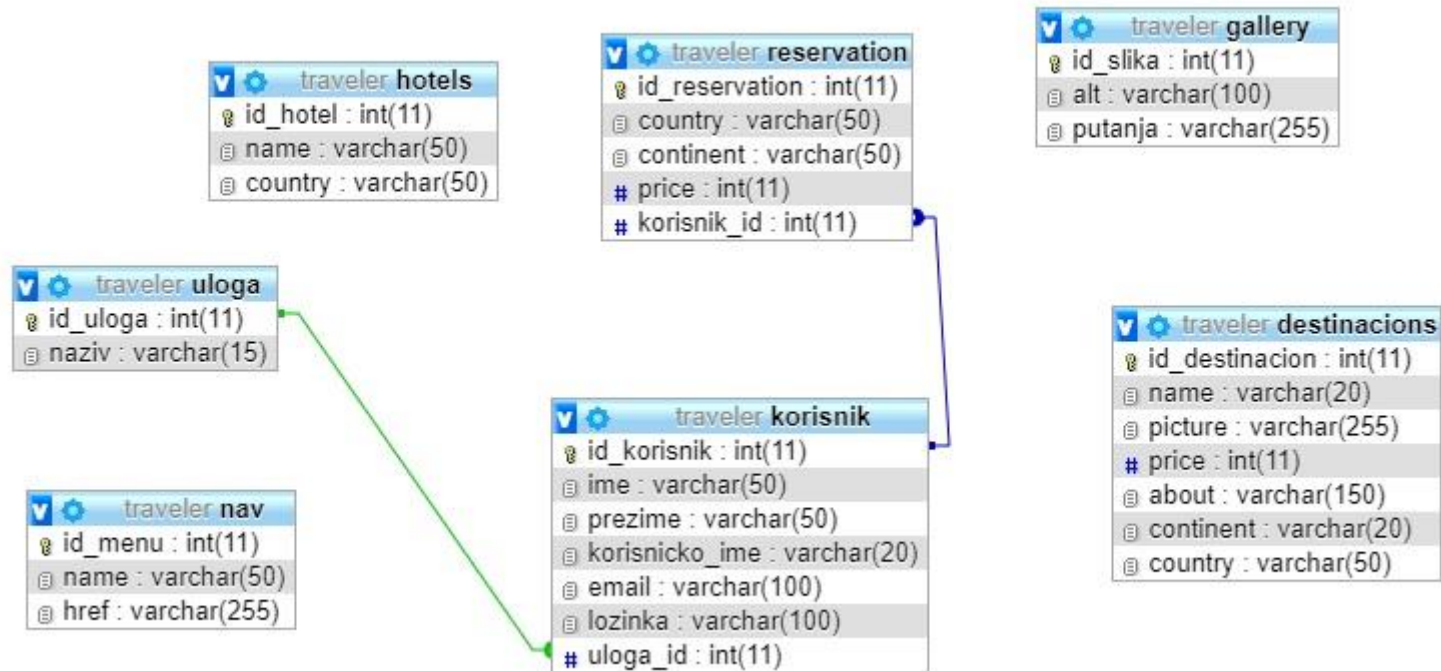 traveler hotels
id_hotel : int(11)
name : varchar(50)
country : varchar(50)
traveler reservation
id_reservation : int(11)
country : varchar(50)
continent : varchar(50)
# price : int(11)
# korisnik_id : int(11)
traveler gallery
id_slika : int(11)
alt : varchar(100)
putanja : varchar(255)
traveler uloga
id_uloga : int(11)
naziv : varchar(15)
traveler destinacions
id_destinacion : int(11)
name : varchar(20)
picture : varchar(255)
# price : int(11)
about : varchar(150)
continent : varchar(20)
country : varchar(50)
traveler nav
id_menu : int(11)
name : varchar(50)
href : varchar(255)
traveler korisnik
id_korisnik : int(11)
ime : varchar(50)
prezime : varchar(50)
korisnicko_ime : varchar(20)
email : varchar(100)
lozinka : varchar(100)
# uloga_id : int(11)